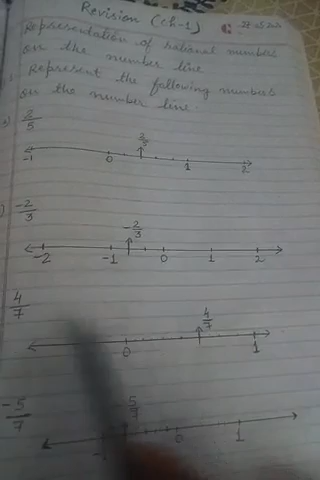 Revision (ch-1)
Representation of rational numbers
on the number line
Represent the following numbers
on the number line.
2/5
2/5
-1 0 1 2
-2/3
-2/3
-2 -1 0 1 2
4/7
4/7
0 1
-5/7
-1 0 1